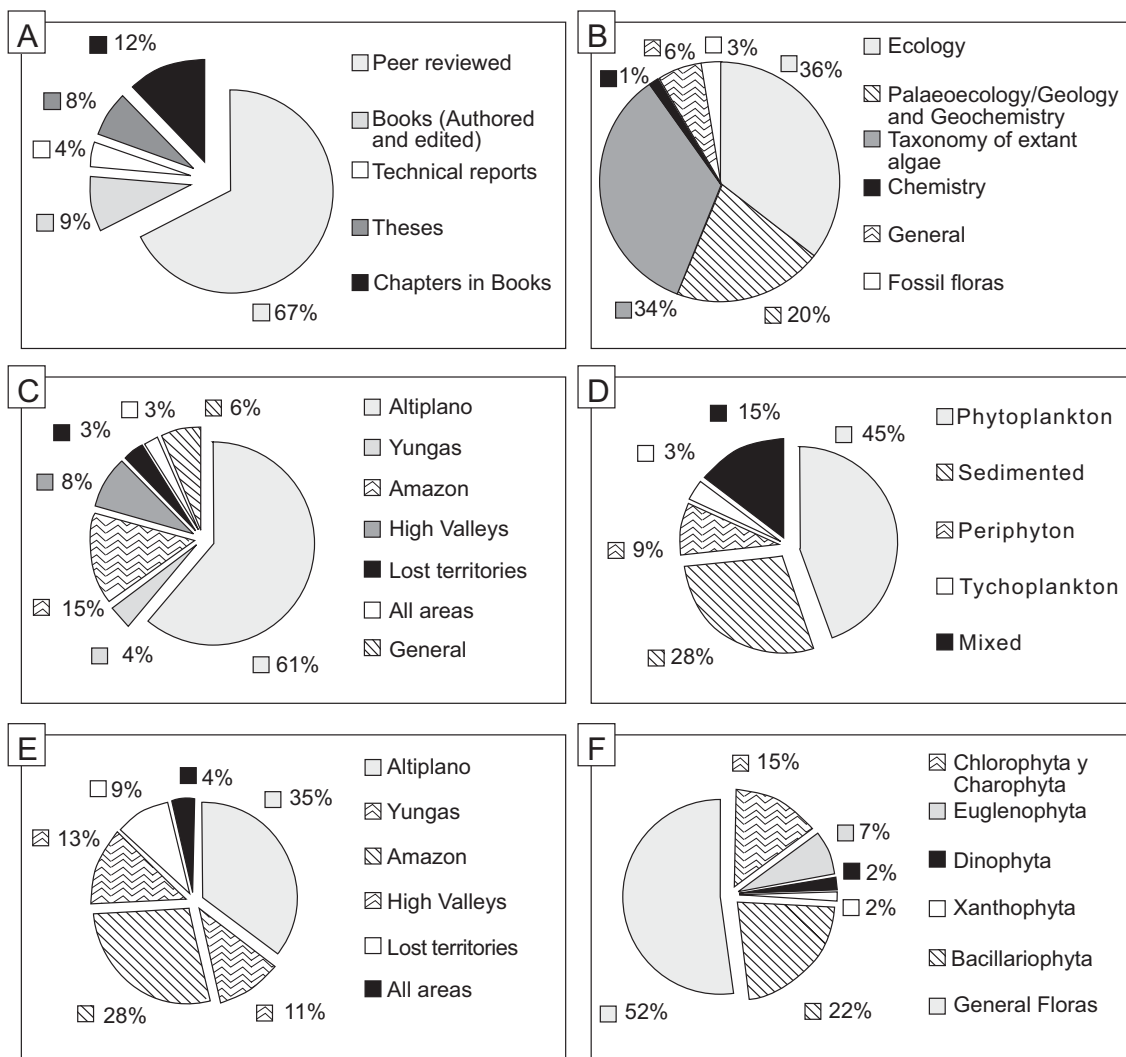 A
12%
8%
4%
9%
67%
Peer reviewed
Books (Authored
and edited)
Technical reports
Theses
Chapters in Books
B
6%
3%
1%
36%
34%
20%
Ecology
Palaeoecology/Geology
and Geochemistry
Taxonomy of extant
algae
Chemistry
General
Fossil floras
C
3%
6%
3%
8%
15%
4%
61%
Altiplano
Yungas
Amazon
High Valleys
Lost territories
All areas
General
D
15%
45%
3%
9%
28%
Phytoplankton
Sedimented
Periphyton
Tychoplankton
Mixed
E
4%
9%
35%
13%
28%
11%
Altiplano
Yungas
Amazon
High Valleys
Lost territories
All areas
F
15%
7%
2%
2%
52%
22%
Chlorophyta y
Charophyta
Euglenophyta
Dinophyta
Xanthophyta
Bacillariophyta
General Floras